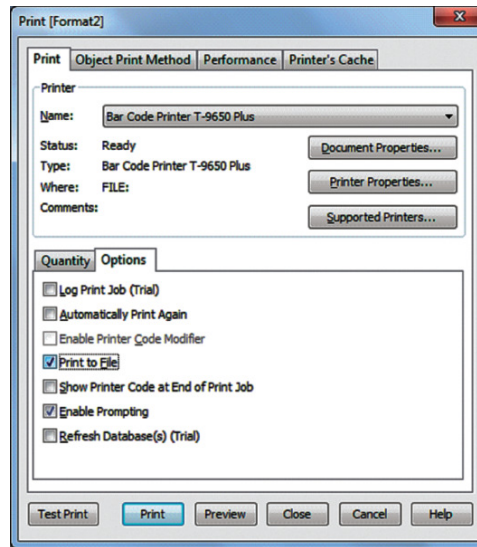 Print [Format2]
X
Print Object Print Method Performance Printer's Cache
Printer
Name: Bar Code Printer T-9650 Plus
Status: Ready Document Properties...
Type: Bar Code Printer T-9650 Plus
Where: FILE: Printer Properties...
Comments: Supported Printers...
Quantity Options
Log Print Job (Trial)
Automatically Print Again
Enable Printer Code Modifier
Print to File
Show Printer Code at End of Print Job
Enable Prompting
Refresh Database(s) (Trial)
Test Print Print Preview Close Cancel Help